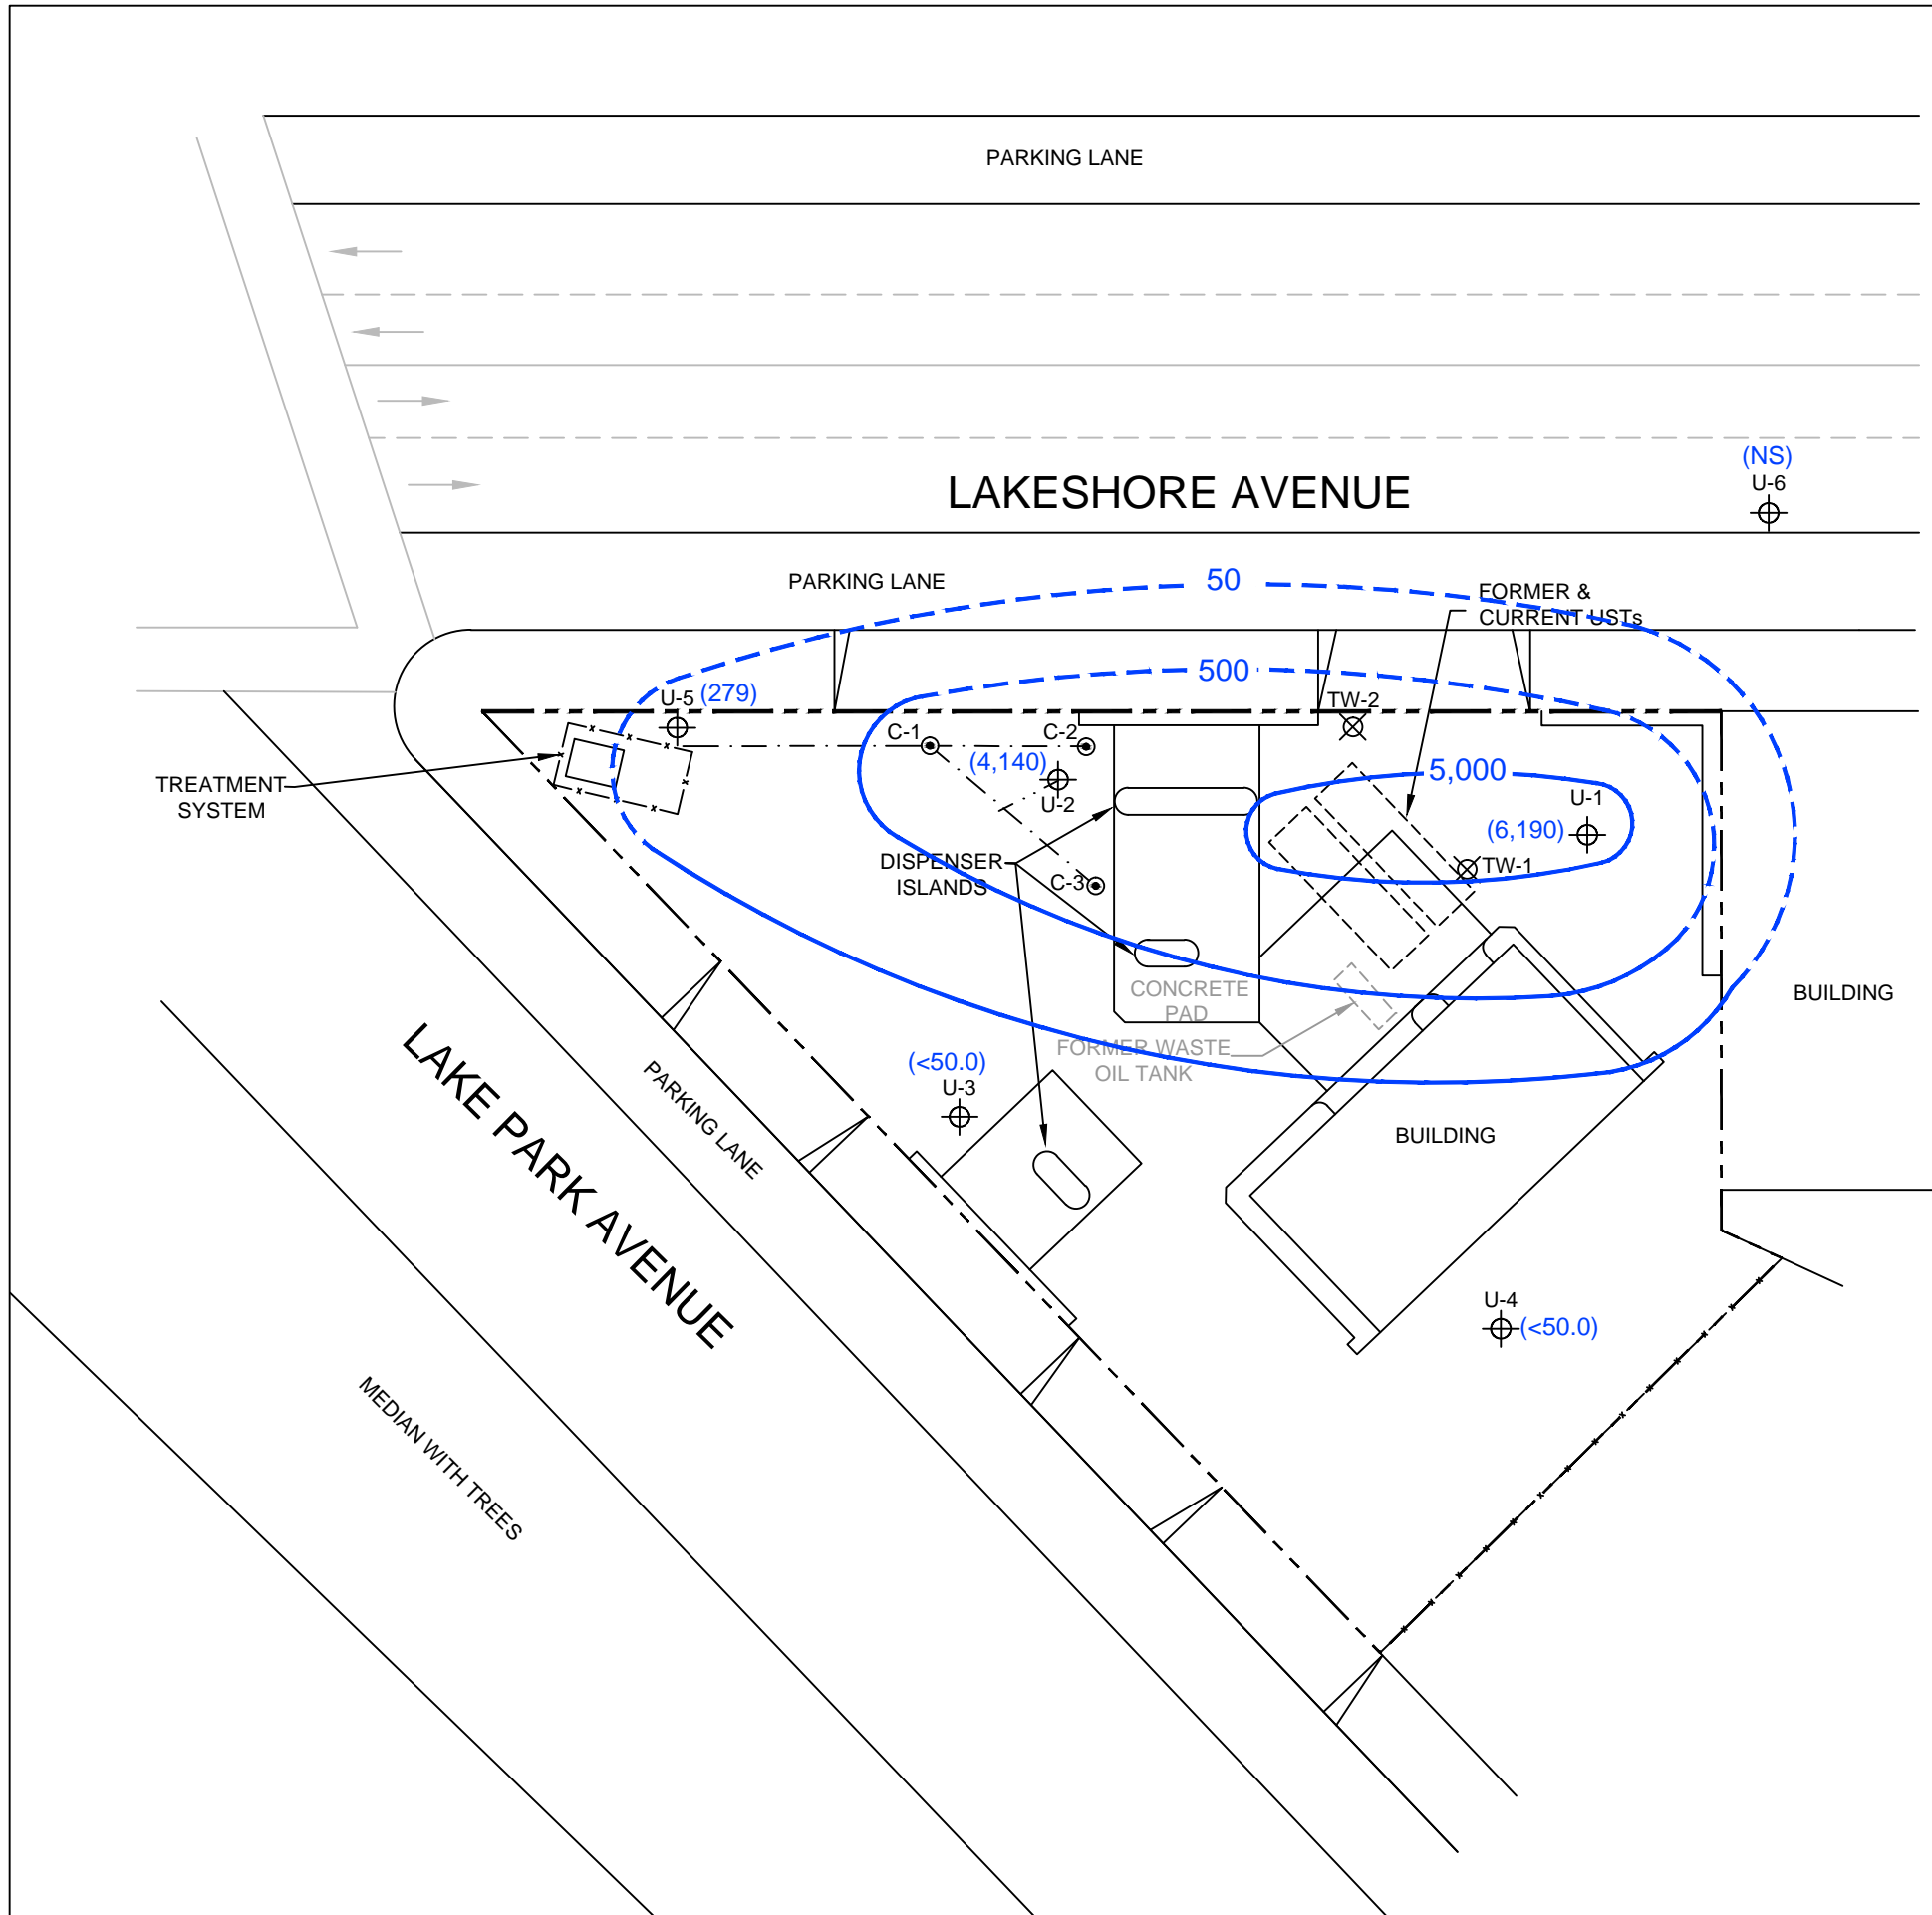 PARKING LANE
(NS)
U-6
LAKESHORE AVENUE
PARKING LANE
50
FORMER &
CURRENT USTs
500
U-5
(279)
TW-2
C-1
C-2
(4,140)
U-2
5,000
U-1
(6,190)
TREATMENT
SYSTEM
DISPENSER
ISLANDS
C-3
TW-1
CONCRETE
PAD
BUILDING
FORMER WASTE
OIL TANK
(<50.0)
U-3
LAKE PARK AVENUE
PARKING LANE
BUILDING
U-4
(<50.0)
MEDIAN WITH TREES